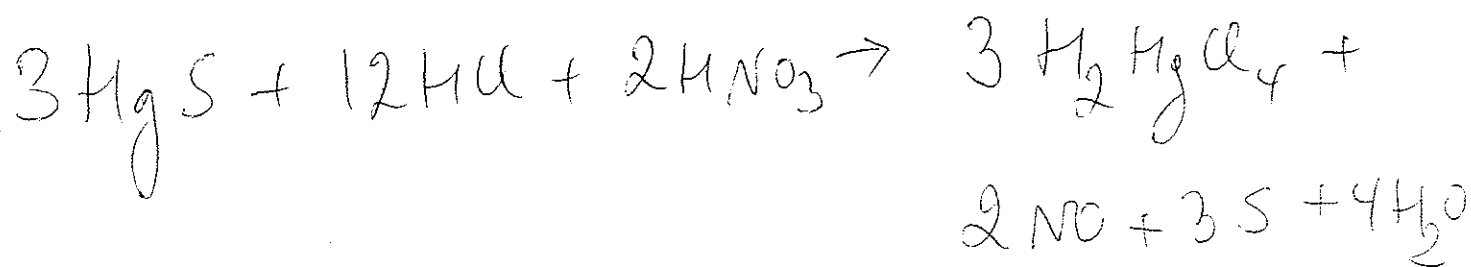 3HgS + 12HCl + 2HNO₃ → 3H₂HgCl₄ +
2NO + 3S + 4H₂O